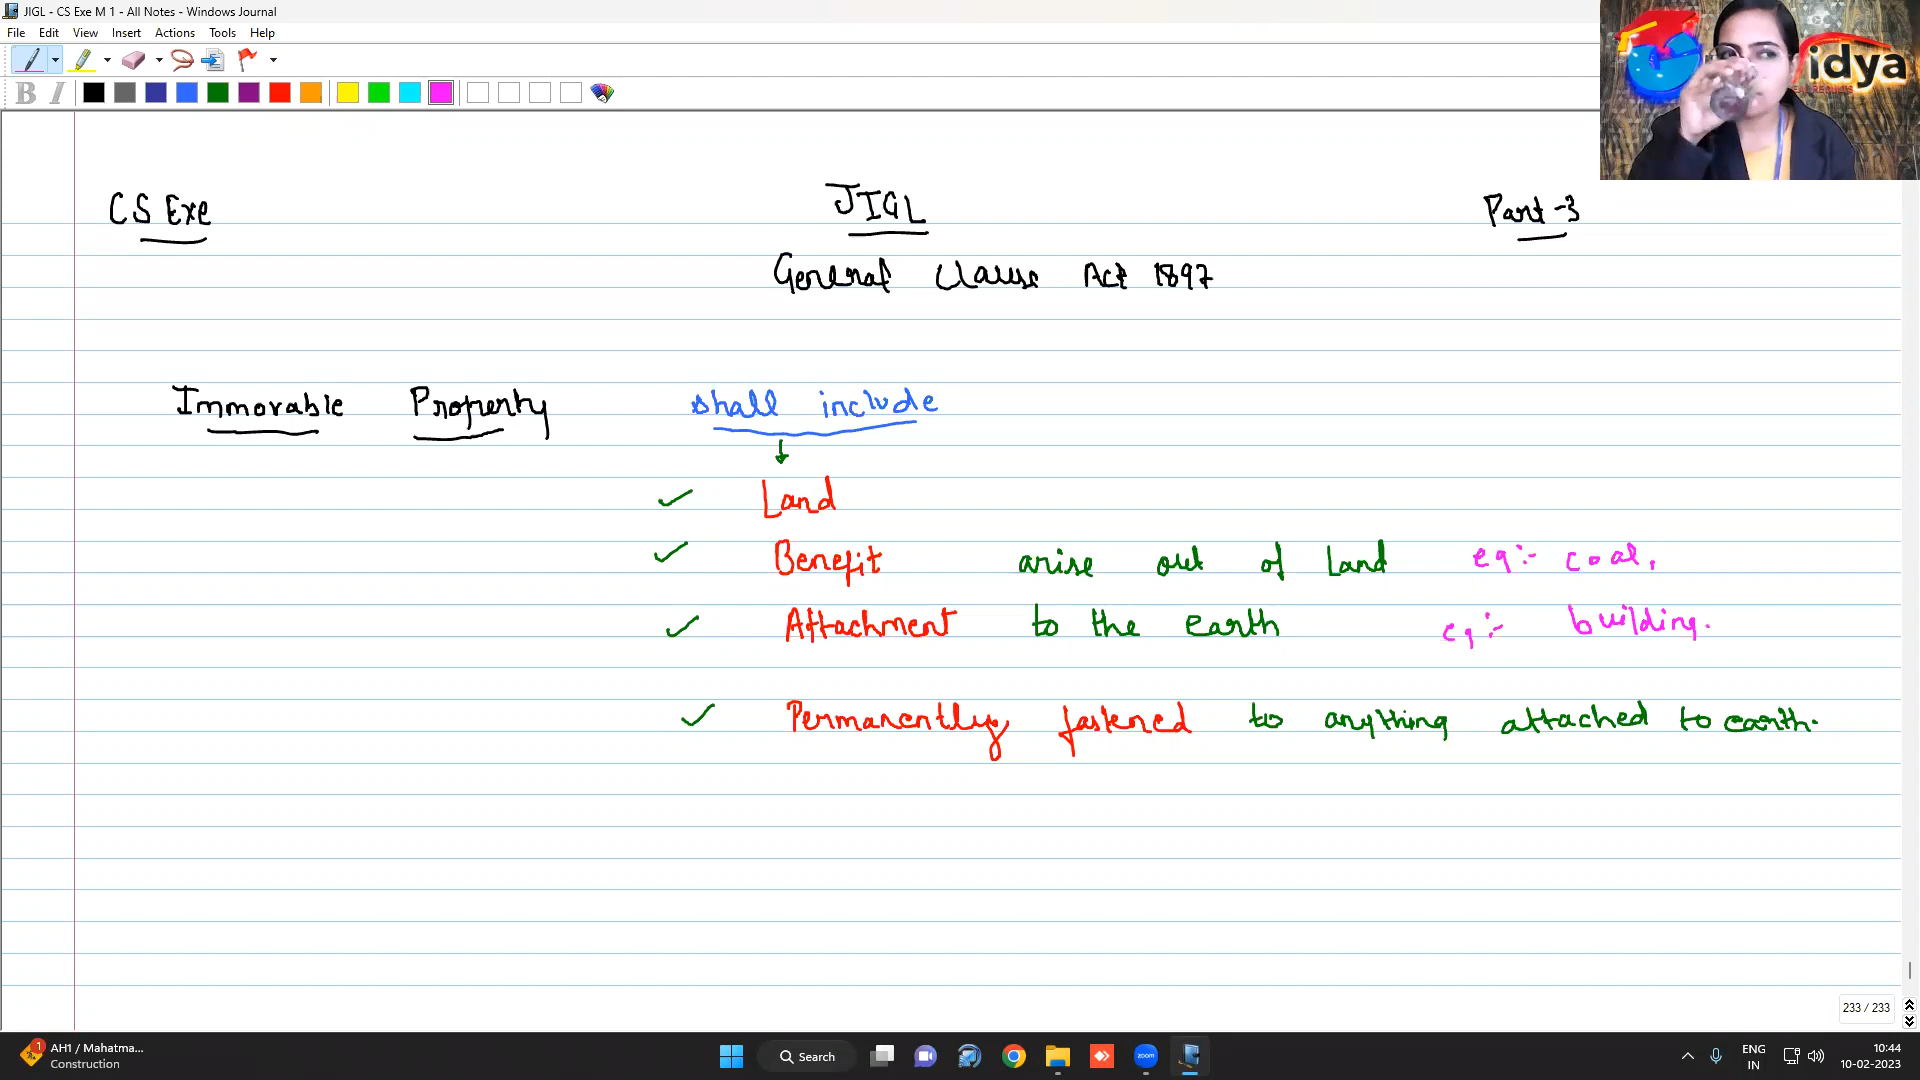 JIGL - CS Exe M 1 - All Notes - Windows Journal
File Edit View Insert Actions Tools Help
B I
idya
CS Exe JIGL Part-3
General Clause Act 1897
Immovable Property shall include
Land
Benefit arise out of Land eg:- coal,
Attachment to the earth eg:- building.
Permanently fastened to anything attached to earth.
233 / 233
1
AH1 / Mahatma...
Construction
Search
zoom
ENG
IN
10:44
10-02-2023